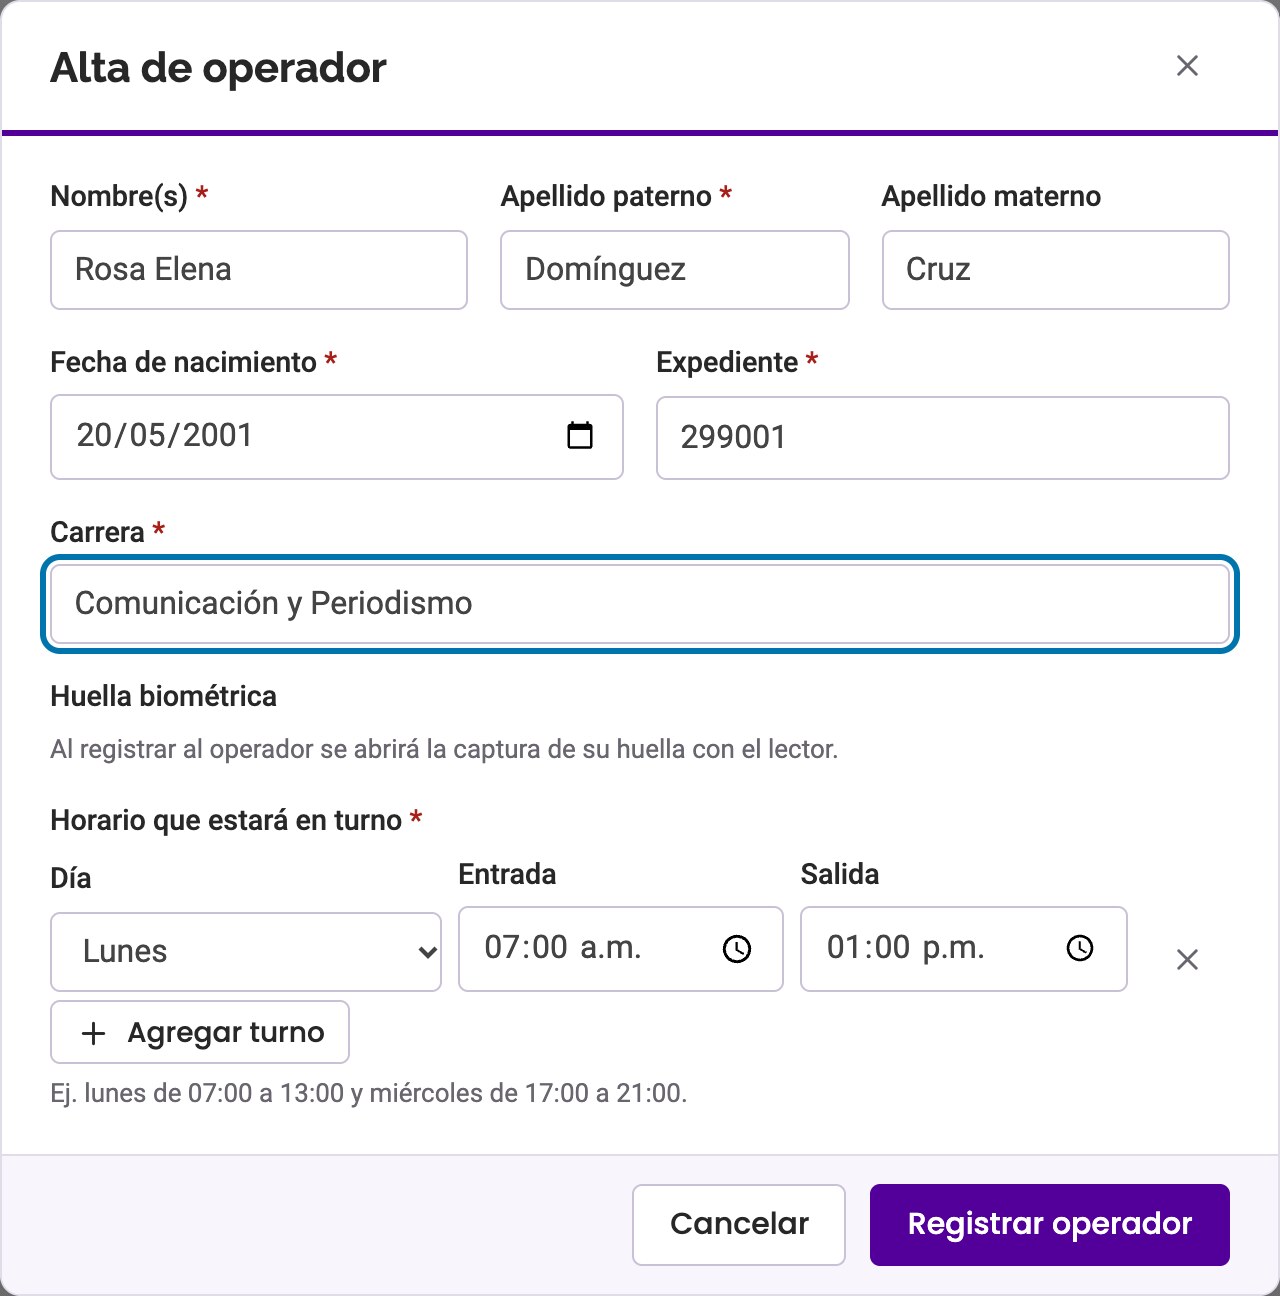 Alta de operador
Nombre(s) *
Apellido paterno *
Apellido materno
Rosa Elena
Domínguez
Cruz
Fecha de nacimiento *
Expediente *
20/05/2001
299001
Carrera *
Comunicación y Periodismo
Huella biométrica
Al registrar al operador se abrirá la captura de su huella con el lector.
Horario que estará en turno *
Día
Entrada
Salida
Lunes
07:00 a.m.
01:00 p.m.
+ Agregar turno
Ej. lunes de 07:00 a 13:00 y miércoles de 17:00 a 21:00.
Cancelar
Registrar operador